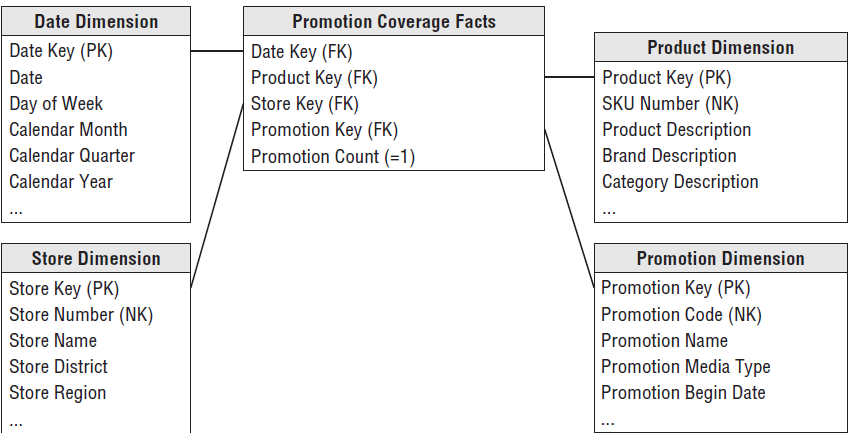 Date Dimension
Date Key (PK)
Date
Day of Week
Calendar Month
Calendar Quarter
Calendar Year
...
Promotion Coverage Facts
Date Key (FK)
Product Key (FK)
Store Key (FK)
Promotion Key (FK)
Promotion Count (=1)
Product Dimension
Product Key (PK)
SKU Number (NK)
Product Description
Brand Description
Category Description
...
Store Dimension
Store Key (PK)
Store Number (NK)
Store Name
Store District
Store Region
...
Promotion Dimension
Promotion Key (PK)
Promotion Code (NK)
Promotion Name
Promotion Media Type
Promotion Begin Date
...